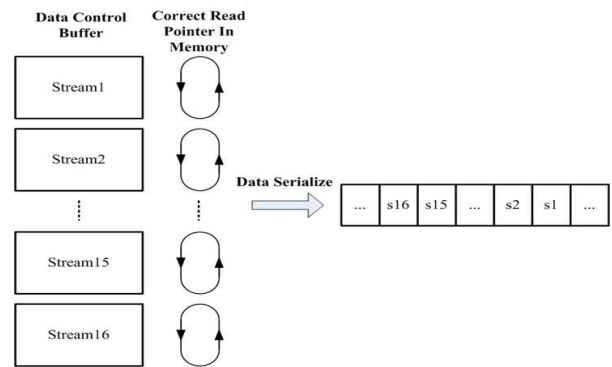 Data Control
Buffer
Correct Read
Pointer In
Memory
Stream1
Stream2
Data Serialize
... s16 s15 ... s2 s1 ...
Stream15
Stream16